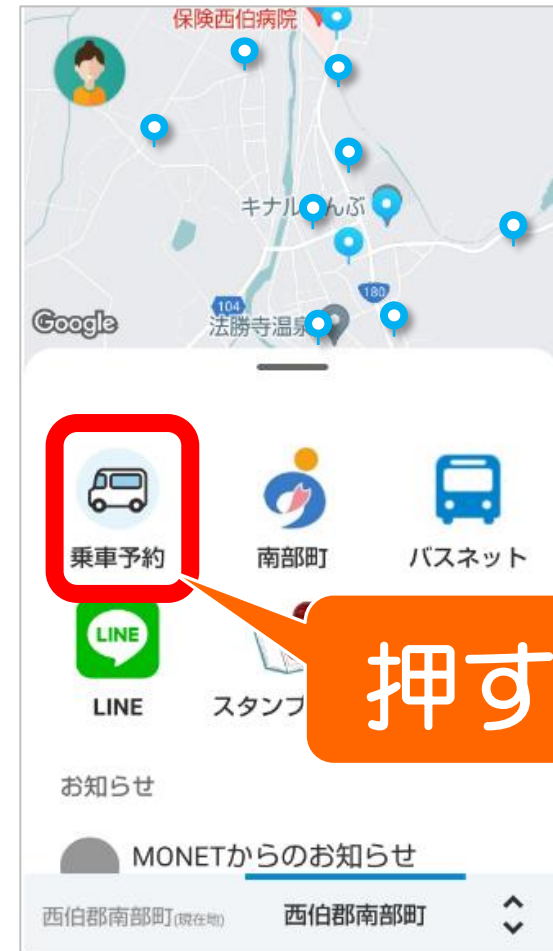 保険西伯病院
キナル んぶ
180
104
Google
法勝寺温泉
乗車予約
南部町
バスネット
LINE
LINE
スタンプ
押す
お知らせ
MONETからのお知らせ
西伯郡南部町(現在地)
西伯郡南部町